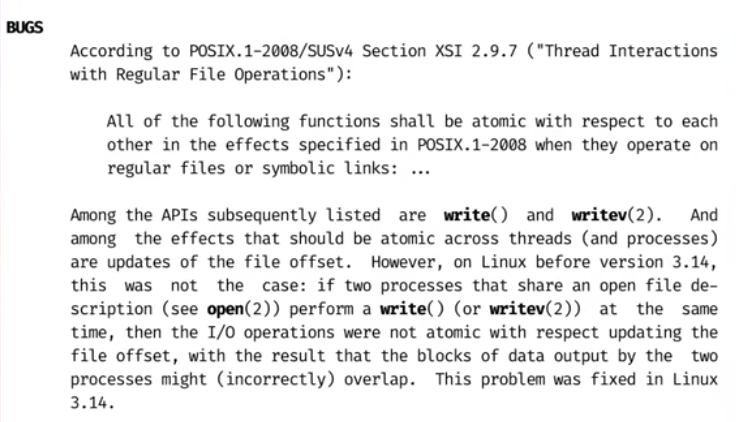 BUGS
According to POSIX.1-2008/SUSv4 Section XSI 2.9.7 ("Thread Interactions
with Regular File Operations"):
All of the following functions shall be atomic with respect to each
other in the effects specified in POSIX.1-2008 when they operate on
regular files or symbolic links: ...
Among the APIs subsequently listed are write() and writev(2). And
among the effects that should be atomic across threads (and processes)
are updates of the file offset. However, on Linux before version 3.14,
this was not the case: if two processes that share an open file de-
scription (see open(2)) perform a write() (or writev(2)) at the same
time, then the I/O operations were not atomic with respect updating the
file offset, with the result that the blocks of data output by the two
processes might (incorrectly) overlap. This problem was fixed in Linux
3.14.